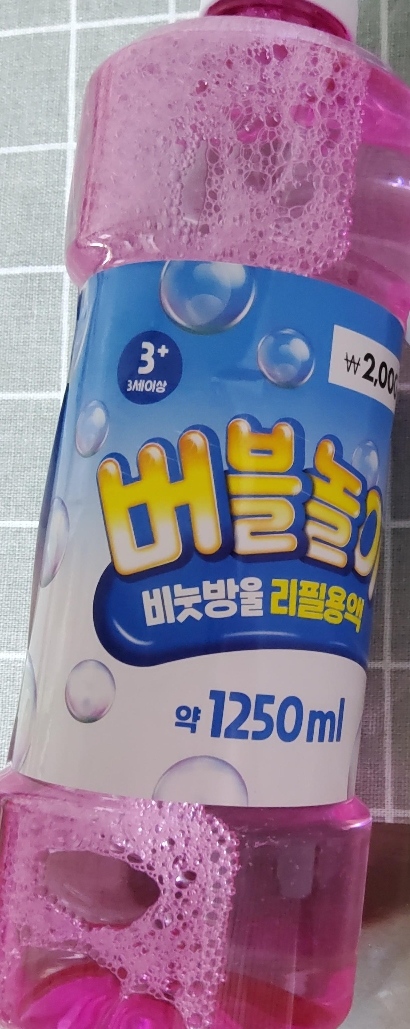 3+
3세이상
₩2,000
버블놀이
비눗방울 리필용액
약 1250ml